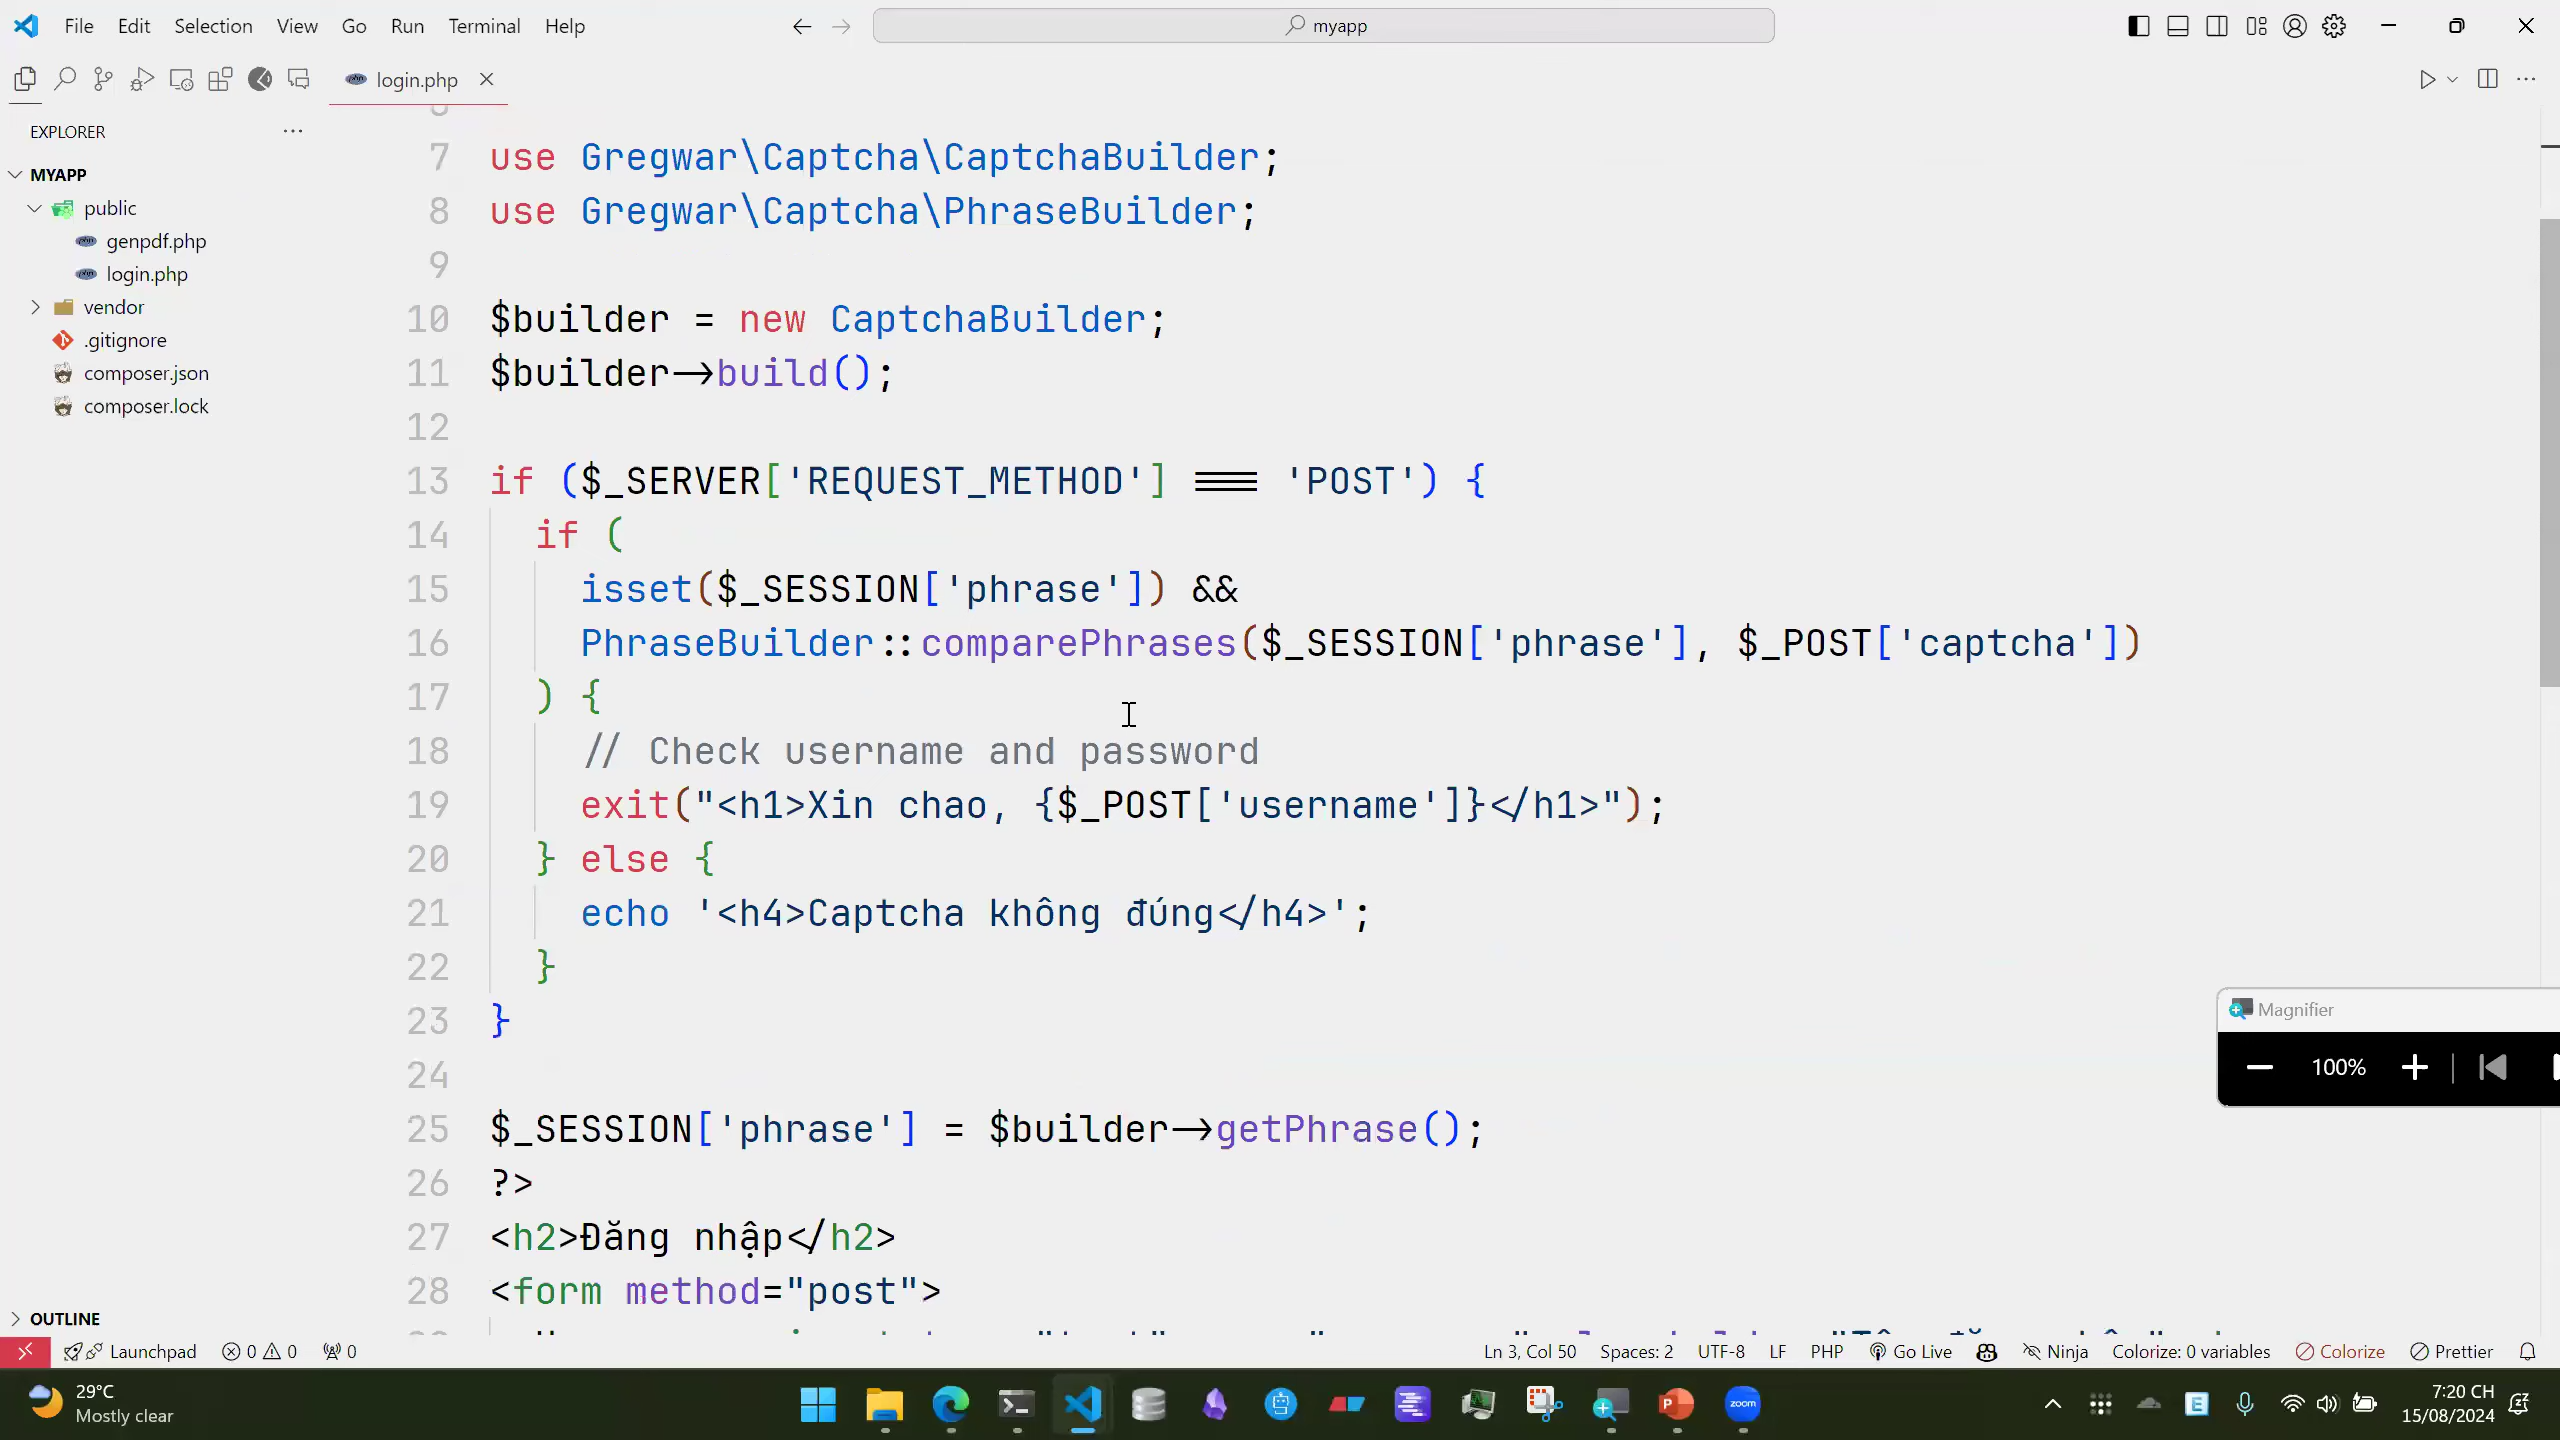 File Edit Selection View Go Run Terminal Help
myapp
login.php
EXPLORER
MYAPP
public
genpdf.php
login.php
vendor
.gitignore
composer.json
composer.lock
OUTLINE
7 use Gregwar\Captcha\CaptchaBuilder;
8 use Gregwar\Captcha\PhraseBuilder;
9
10 $builder = new CaptchaBuilder;
11 $builder->build();
12
13 if ($_SERVER['REQUEST_METHOD'] === 'POST') {
14 if (
15 isset($_SESSION['phrase']) &&
16 PhraseBuilder::comparePhrases($_SESSION['phrase'], $_POST['captcha'])
17 ) {
18 // Check username and password
19 exit("<h1>Xin chao, {$_POST['username']}</h1>");
20 } else {
21 echo '<h4>Captcha không đúng</h4>';
22 }
23 }
24
25 $_SESSION['phrase'] = $builder->getPhrase();
26 ?>
27 <h2>Đăng nhập</h2>
28 <form method="post">
Magnifier
100%
Launchpad 0 0 0 Ln 3, Col 50 Spaces: 2 UTF-8 LF PHP Go Live Ninja Colorize: 0 variables Colorize Prettier
29°C
Mostly clear
zoom
7:20 CH
15/08/2024